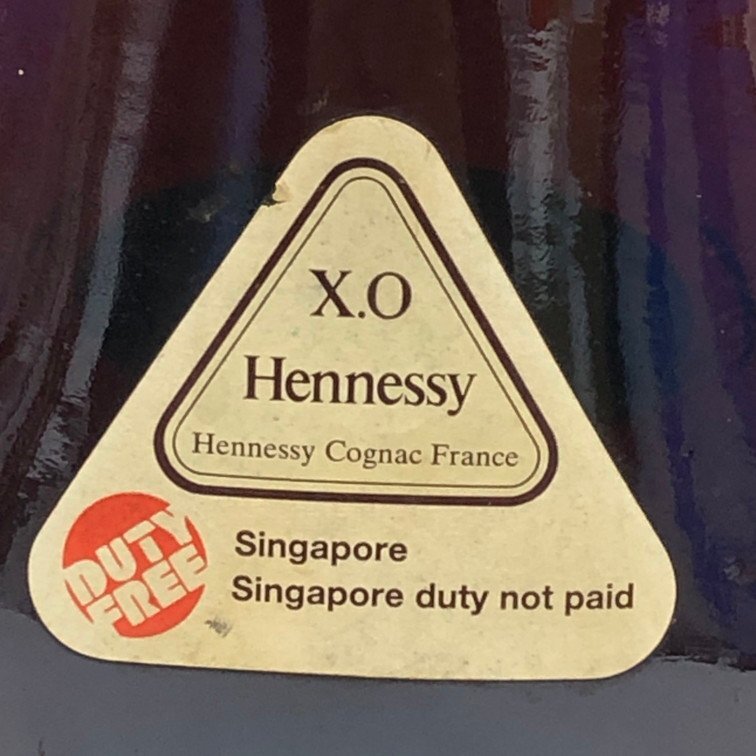 X.O
Hennessy
Hennessy Cognac France
DUTY
FREE
Singapore
Singapore duty not paid